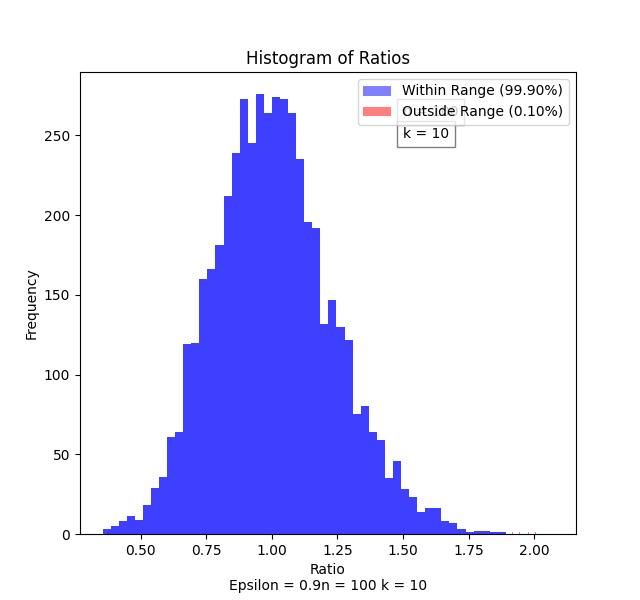 Histogram of Ratios
Within Range (99.90%)
Outside Range (0.10%)
k = 10
250
200
150
100
50
0
Frequency
0.50 0.75 1.00 1.25 1.50 1.75 2.00
Ratio
Epsilon = 0.9n = 100 k = 10